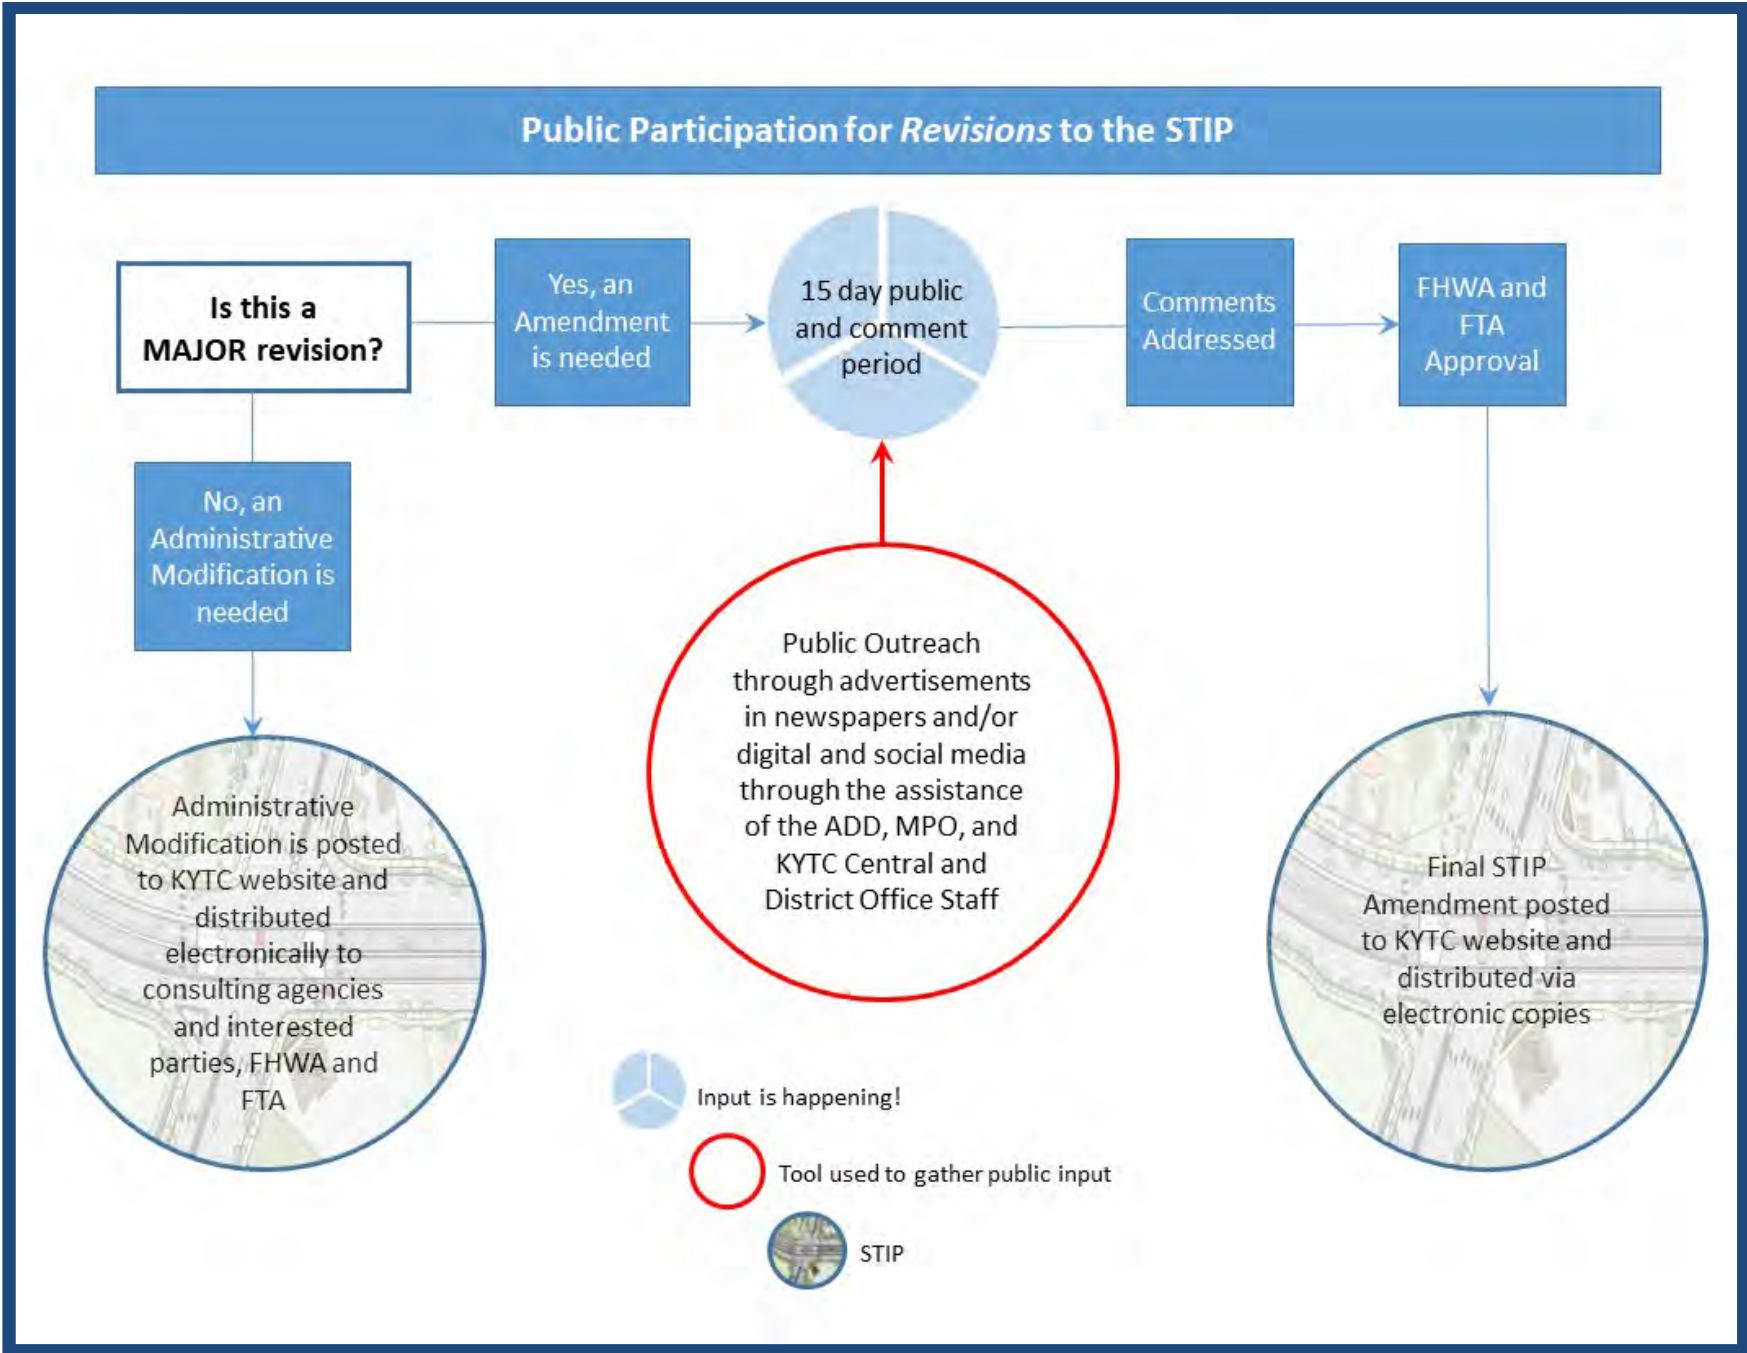 Public Participation for Revisions to the STIP
Is this a
MAJOR revision?
Yes, an
Amendment
is needed
15 day public
and comment
period
Comments
Addressed
FHWA and
FTA
Approval
No, an
Administrative
Modification is
needed
Public Outreach
through advertisements
in newspapers and/or
digital and social media
through the assistance
of the ADD, MPO, and
KYTC Central and
District Office Staff
Administrative
Modification is posted
to KYTC website and
distributed
electronically to
consulting agencies
and interested
parties, FHWA and
FTA
Final STIP
Amendment posted
to KYTC website and
distributed via
electronic copies
Input is happening!
Tool used to gather public input
STIP